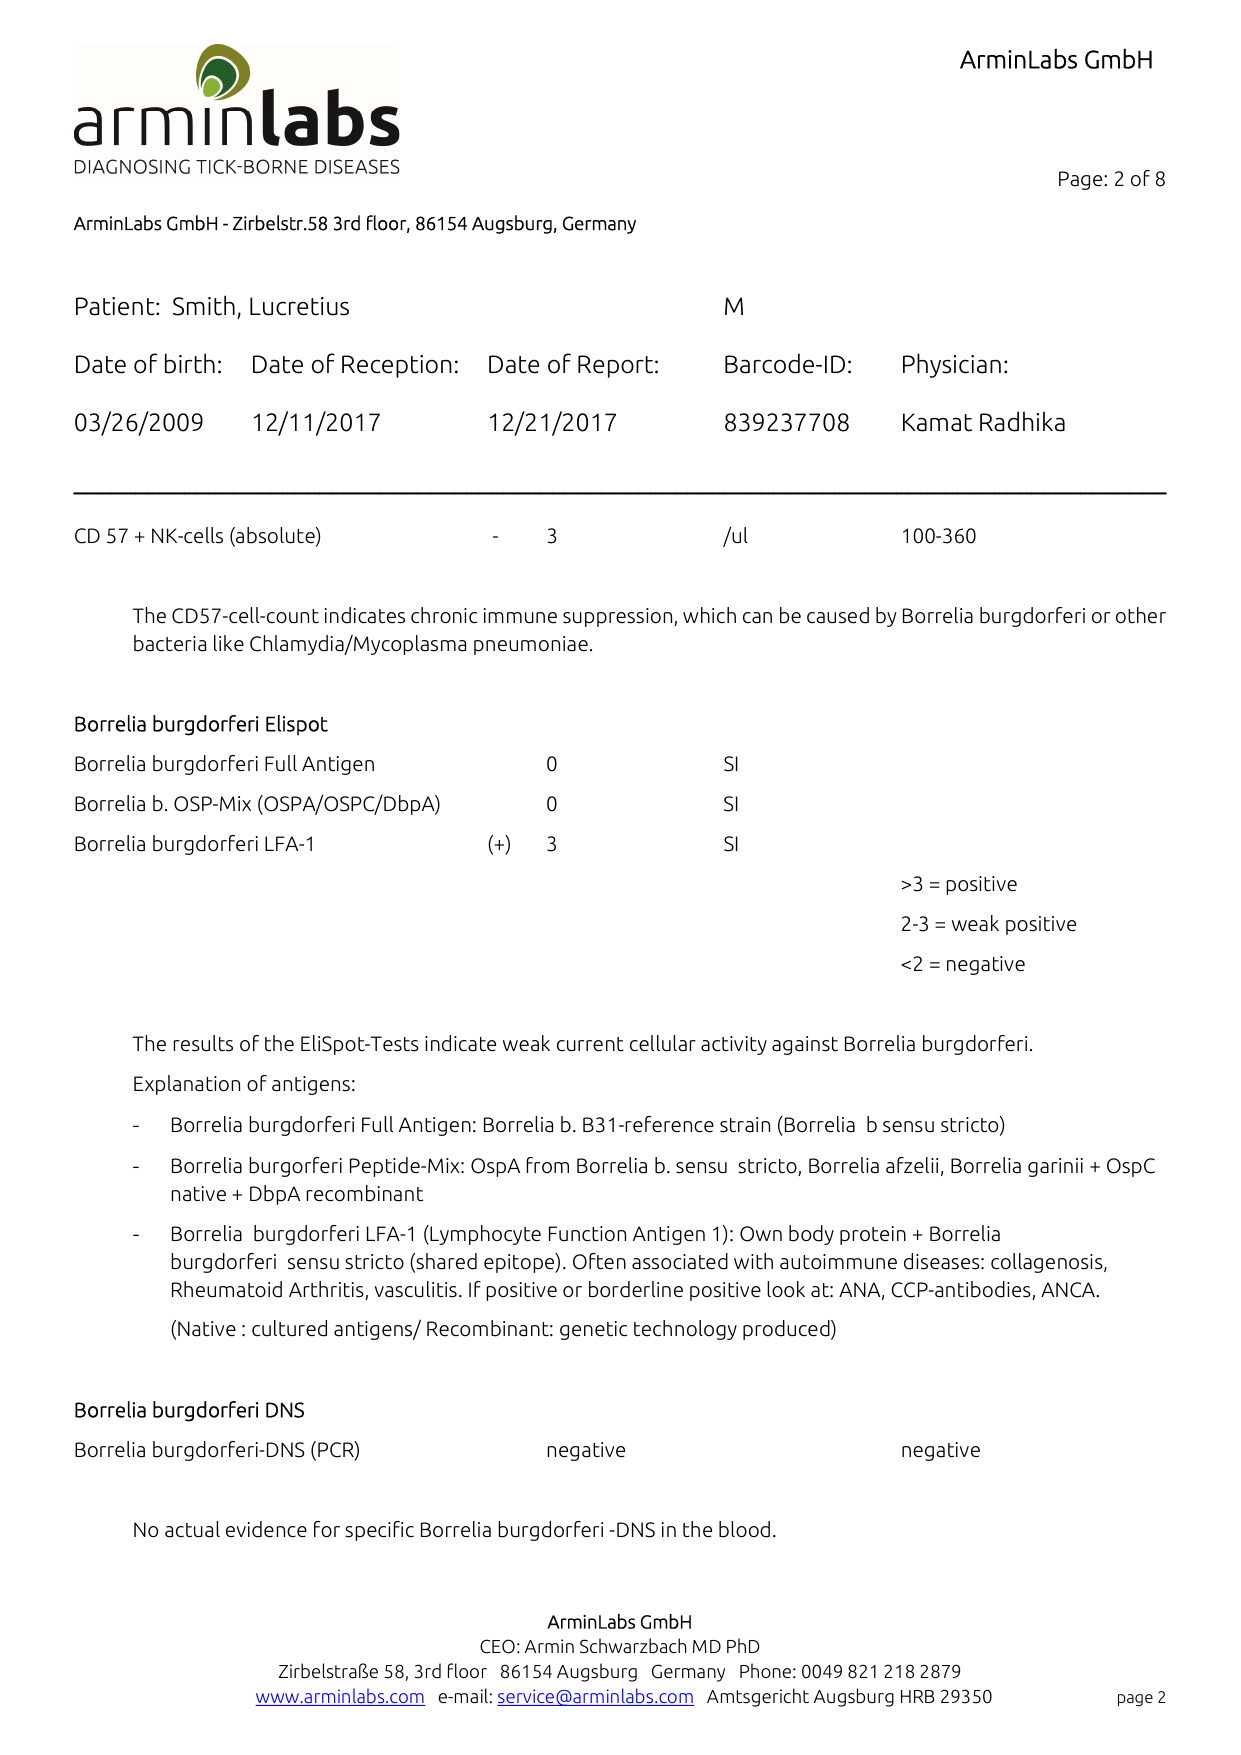 arminlabs
DIAGNOSING TICK-BORNE DISEASES
ArminLabs GmbH
Page: 2 of 8
ArminLabs GmbH - Zirbelstr.58 3rd floor, 86154 Augsburg, Germany
Patient: Smith, Lucretius M
Date of birth: Date of Reception: Date of Report: Barcode-ID: Physician:
03/26/2009 12/11/2017 12/21/2017 839237708 Kamat Radhika
CD 57 + NK-cells (absolute) - 3 /ul 100-360
The CD57-cell-count indicates chronic immune suppression, which can be caused by Borrelia burgdorferi or other
bacteria like Chlamydia/Mycoplasma pneumoniae.
Borrelia burgdorferi Elispot
Borrelia burgdorferi Full Antigen 0 SI
Borrelia b. OSP-Mix (OSPA/OSPC/DbpA) 0 SI
Borrelia burgdorferi LFA-1 (+) 3 SI
>3 = positive
2-3 = weak positive
<2 = negative
The results of the EliSpot-Tests indicate weak current cellular activity against Borrelia burgdorferi.
Explanation of antigens:
- Borrelia burgdorferi Full Antigen: Borrelia b. B31-reference strain (Borrelia b sensu stricto)
- Borrelia burgorferi Peptide-Mix: OspA from Borrelia b. sensu stricto, Borrelia afzelii, Borrelia garinii + OspC
native + DbpA recombinant
- Borrelia burgdorferi LFA-1 (Lymphocyte Function Antigen 1): Own body protein + Borrelia
burgdorferi sensu stricto (shared epitope). Often associated with autoimmune diseases: collagenosis,
Rheumatoid Arthritis, vasculitis. If positive or borderline positive look at: ANA, CCP-antibodies, ANCA.
(Native : cultured antigens/ Recombinant: genetic technology produced)
Borrelia burgdorferi DNS
Borrelia burgdorferi-DNS (PCR) negative negative
No actual evidence for specific Borrelia burgdorferi -DNS in the blood.
ArminLabs GmbH
CEO: Armin Schwarzbach MD PhD
Zirbelstraße 58, 3rd floor 86154 Augsburg Germany Phone: 0049 821 218 2879
www.arminlabs.com e-mail: service@arminlabs.com Amtsgericht Augsburg HRB 29350 page 2